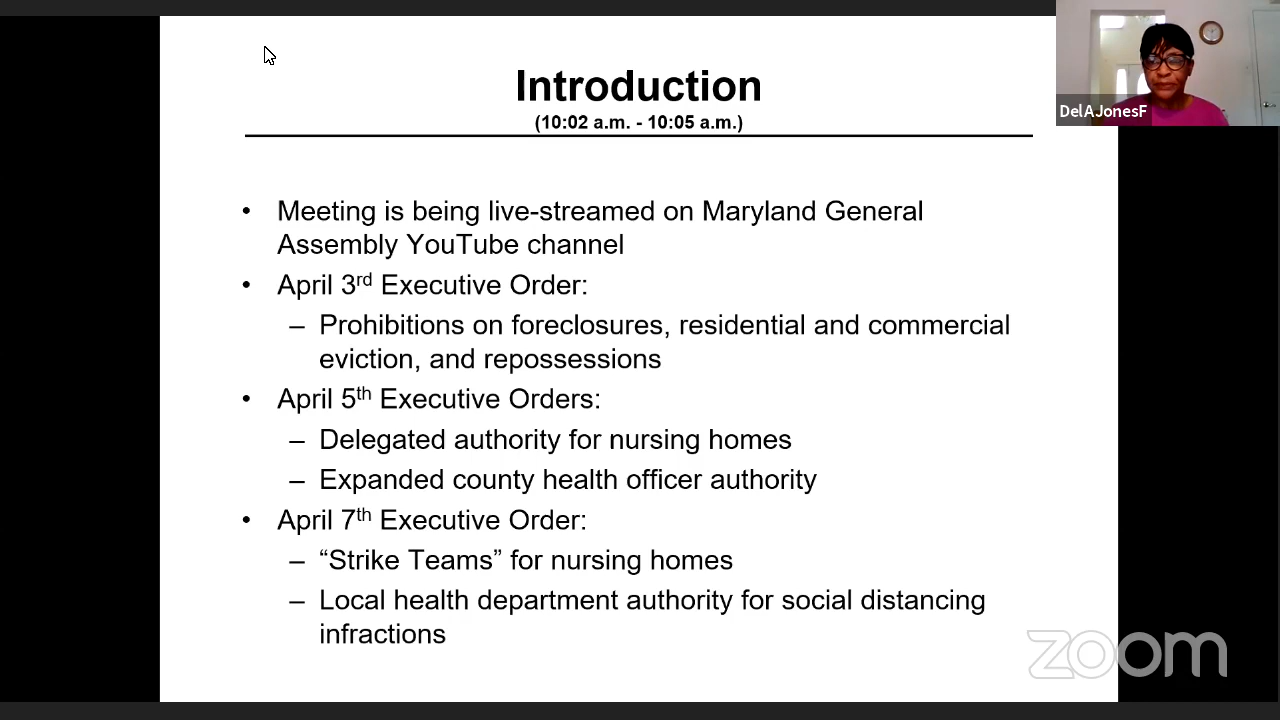 Introduction
(10:02 a.m. - 10:05 a.m.)
DelAJonesF
• Meeting is being live-streamed on Maryland General
Assembly YouTube channel
• April 3rd Executive Order:
– Prohibitions on foreclosures, residential and commercial
eviction, and repossessions
• April 5th Executive Orders:
– Delegated authority for nursing homes
– Expanded county health officer authority
• April 7th Executive Order:
– “Strike Teams” for nursing homes
– Local health department authority for social distancing
infractions
zoom